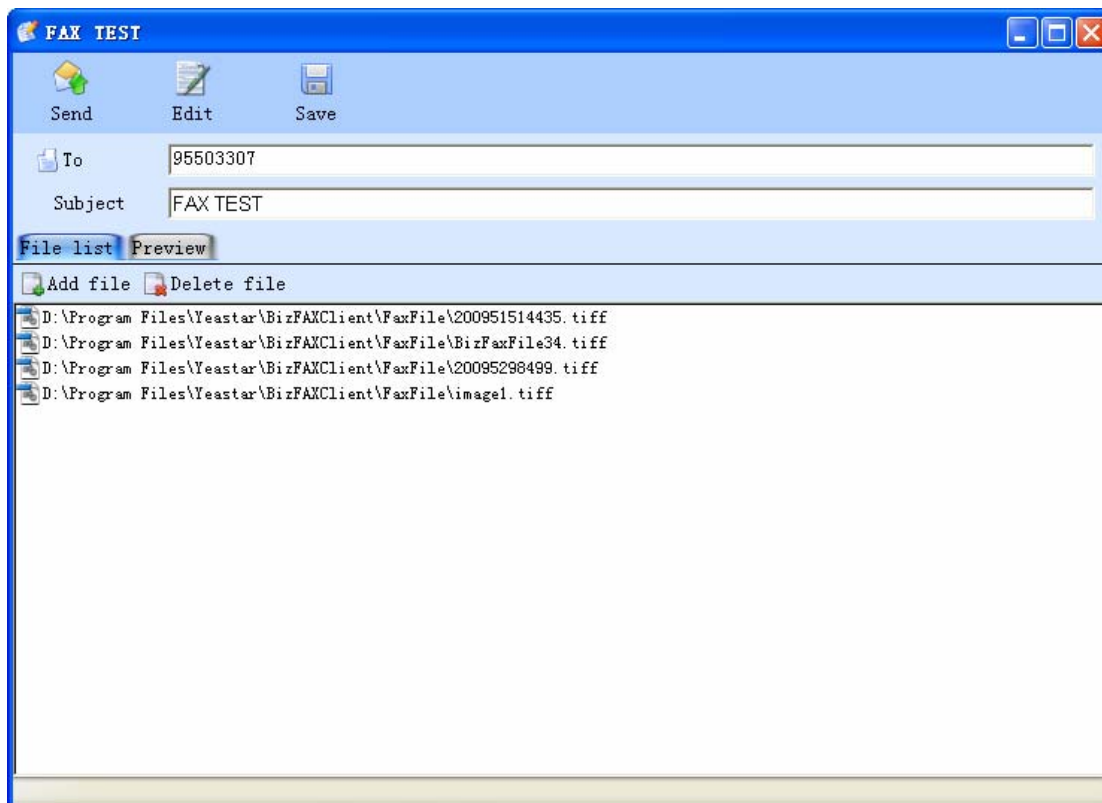 FAX TEST
Send Edit Save
To 95503307
Subject FAX TEST
File list Preview
Add file Delete file
D:\Program Files\Yeastar\BizFAXClient\FaxFile\200951514435.tiff
D:\Program Files\Yeastar\BizFAXClient\FaxFile\BizFaxFile34.tiff
D:\Program Files\Yeastar\BizFAXClient\FaxFile\20095298499.tiff
D:\Program Files\Yeastar\BizFAXClient\FaxFile\image1.tiff